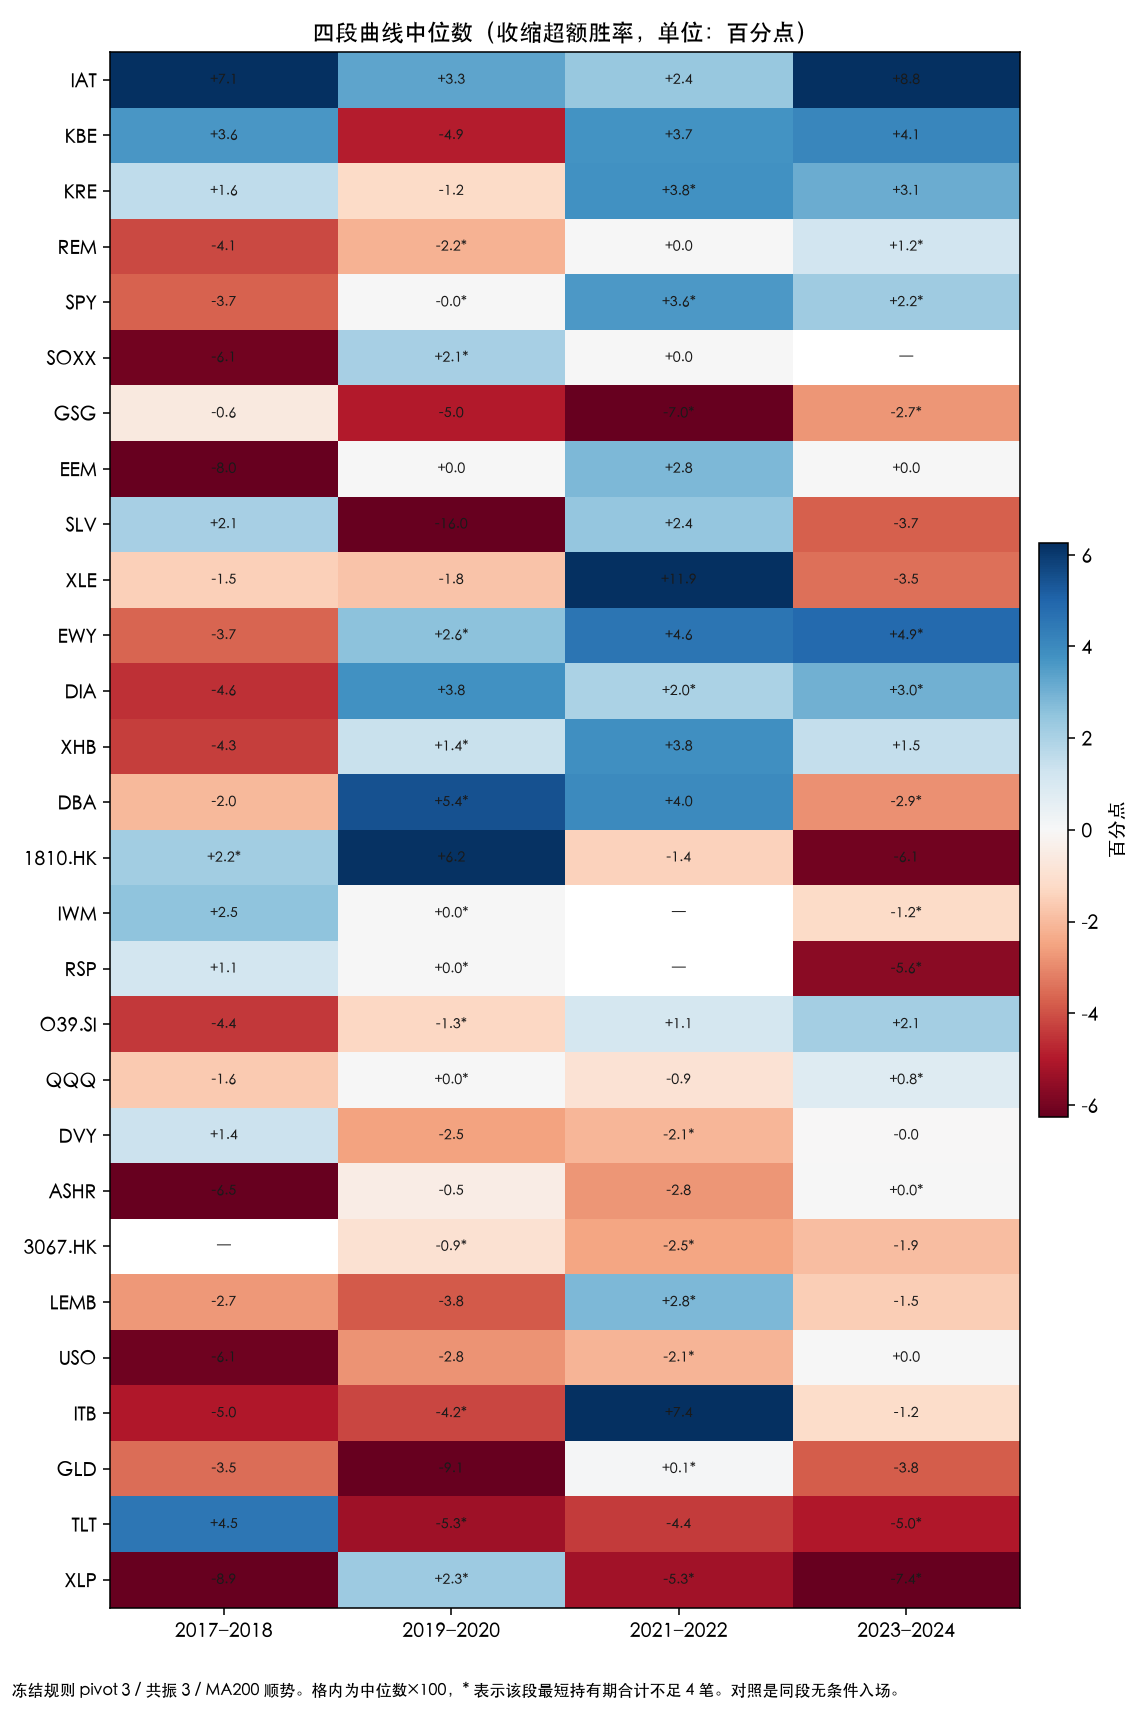 四段曲线中位数（收缩超额胜率，单位：百分点）
IAT +7.1 +3.3 +2.4 +8.8
KBE +3.6 -4.9 +3.7 +4.1
KRE +1.6 -1.2 +3.8* +3.1
REM -4.1 -2.2* +0.0 +1.2*
SPY -3.7 -0.0* +3.6* +2.2*
SOXX -6.1 +2.1* +0.0 —
GSG -0.6 -5.0 -2.7*
EEM -8.0 +0.0 +2.8 +0.0
SLV +2.1 -16.0 +2.4 -3.7
XLE -1.5 -1.8 +11.9 -3.5
EWY -3.7 +2.6* +4.6 +4.9*
DIA -4.6 +3.8 +2.0* +3.0*
XHB -4.3 +1.4* +3.8 +1.5
DBA -2.0 +5.4* +4.0 -2.9*
1810.HK +2.2* +6.2 -1.4 -6.1
IWM +2.5 +0.0* — -1.2*
RSP +1.1 +0.0* — -5.6*
O39.SI -4.4 -1.3* +1.1 +2.1
QQQ -1.6 +0.0* -0.9 +0.8*
DVY +1.4 -2.5 -2.1* -0.0
ASHR -0.5 -2.8 +0.0*
3067.HK — -0.9* -2.5* -1.9
LEMB -2.7 -3.8 +2.8* -1.5
USO -6.1 -2.8 -2.1* +0.0
ITB -5.0 -4.2* +7.4 -1.2
GLD -3.5 -9.1 +0.1* -3.8
TLT +4.5 -5.3* -4.4 -5.0*
XLP -8.9 +2.3* -5.3*
2017–2018 2019–2020 2021–2022 2023–2024
6
4
2
0
-2
-4
-6
百分点
冻结规则 pivot 3 / 共振 3 / MA200 顺势。格内为中位数×100，* 表示该段最短持有期合计不足 4 笔。对照是同段无条件入场。